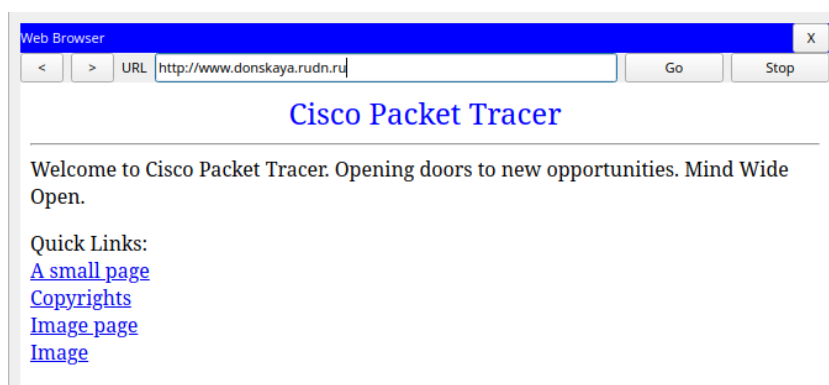 Web Browser X
< > URL http://www.donskaya.rudn.ru Go Stop
Cisco Packet Tracer
Welcome to Cisco Packet Tracer. Opening doors to new opportunities. Mind Wide
Open.
Quick Links:
A small page
Copyrights
Image page
Image